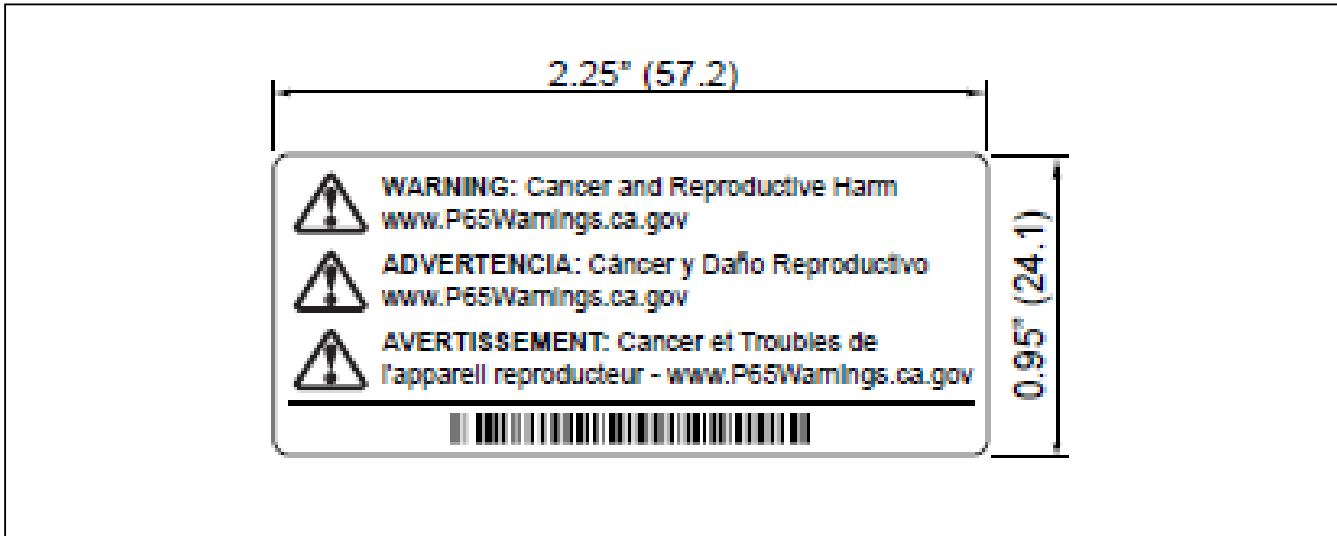 2.25" (57.2)
WARNING: Cancer and Reproductive Harm
www.P65Warnings.ca.gov
ADVERTENCIA: Cáncer y Daño Reproductivo
www.P65Warnings.ca.gov
AVERTISSEMENT: Cancer et Troubles de
l'appareil reproducteur - www.P65Warnings.ca.gov
0.95" (24.1)